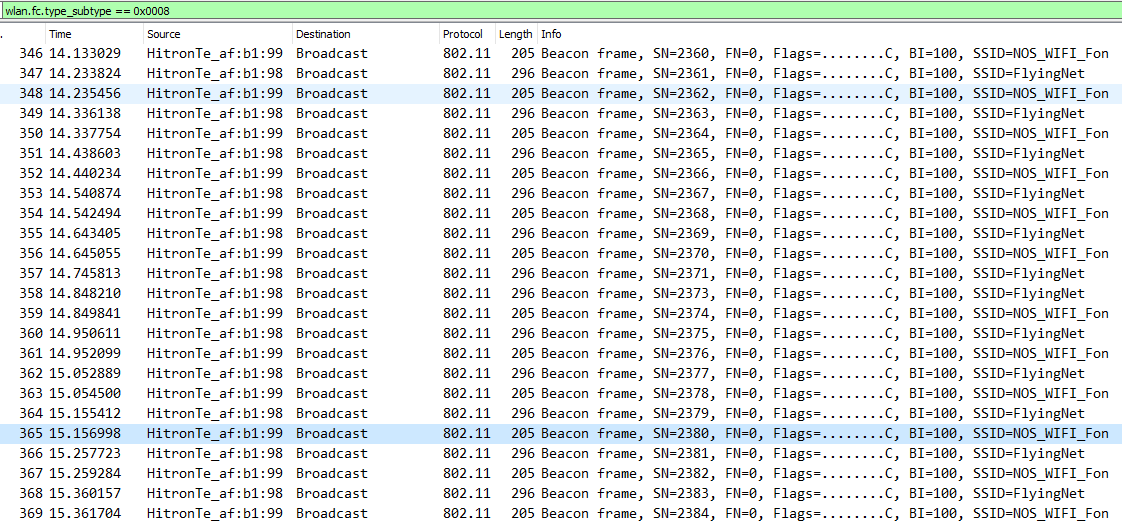 wlan.fc.type_subtype == 0x0008
. Time Source Destination Protocol Length Info
346 14.133029 HitronTe_af:b1:99 Broadcast 802.11 205 Beacon frame, SN=2360, FN=0, Flags=........C, BI=100, SSID=NOS_WIFI_Fon
347 14.233824 HitronTe_af:b1:98 Broadcast 802.11 296 Beacon frame, SN=2361, FN=0, Flags=........C, BI=100, SSID=FlyingNet
348 14.235456 HitronTe_af:b1:99 Broadcast 802.11 205 Beacon frame, SN=2362, FN=0, Flags=........C, BI=100, SSID=NOS_WIFI_Fon
349 14.336138 HitronTe_af:b1:98 Broadcast 802.11 296 Beacon frame, SN=2363, FN=0, Flags=........C, BI=100, SSID=FlyingNet
350 14.337754 HitronTe_af:b1:99 Broadcast 802.11 205 Beacon frame, SN=2364, FN=0, Flags=........C, BI=100, SSID=NOS_WIFI_Fon
351 14.438603 HitronTe_af:b1:98 Broadcast 802.11 296 Beacon frame, SN=2365, FN=0, Flags=........C, BI=100, SSID=FlyingNet
352 14.440234 HitronTe_af:b1:99 Broadcast 802.11 205 Beacon frame, SN=2366, FN=0, Flags=........C, BI=100, SSID=NOS_WIFI_Fon
353 14.540874 HitronTe_af:b1:98 Broadcast 802.11 296 Beacon frame, SN=2367, FN=0, Flags=........C, BI=100, SSID=FlyingNet
354 14.542494 HitronTe_af:b1:99 Broadcast 802.11 205 Beacon frame, SN=2368, FN=0, Flags=........C, BI=100, SSID=NOS_WIFI_Fon
355 14.643405 HitronTe_af:b1:98 Broadcast 802.11 296 Beacon frame, SN=2369, FN=0, Flags=........C, BI=100, SSID=FlyingNet
356 14.645055 HitronTe_af:b1:99 Broadcast 802.11 205 Beacon frame, SN=2370, FN=0, Flags=........C, BI=100, SSID=NOS_WIFI_Fon
357 14.745813 HitronTe_af:b1:98 Broadcast 802.11 296 Beacon frame, SN=2371, FN=0, Flags=........C, BI=100, SSID=FlyingNet
358 14.848210 HitronTe_af:b1:98 Broadcast 802.11 296 Beacon frame, SN=2373, FN=0, Flags=........C, BI=100, SSID=FlyingNet
359 14.849841 HitronTe_af:b1:99 Broadcast 802.11 205 Beacon frame, SN=2374, FN=0, Flags=........C, BI=100, SSID=NOS_WIFI_Fon
360 14.950611 HitronTe_af:b1:98 Broadcast 802.11 296 Beacon frame, SN=2375, FN=0, Flags=........C, BI=100, SSID=FlyingNet
361 14.952099 HitronTe_af:b1:99 Broadcast 802.11 205 Beacon frame, SN=2376, FN=0, Flags=........C, BI=100, SSID=NOS_WIFI_Fon
362 15.052889 HitronTe_af:b1:98 Broadcast 802.11 296 Beacon frame, SN=2377, FN=0, Flags=........C, BI=100, SSID=FlyingNet
363 15.054500 HitronTe_af:b1:99 Broadcast 802.11 205 Beacon frame, SN=2378, FN=0, Flags=........C, BI=100, SSID=NOS_WIFI_Fon
364 15.155412 HitronTe_af:b1:98 Broadcast 802.11 296 Beacon frame, SN=2379, FN=0, Flags=........C, BI=100, SSID=FlyingNet
365 15.156998 HitronTe_af:b1:99 Broadcast 802.11 205 Beacon frame, SN=2380, FN=0, Flags=........C, BI=100, SSID=NOS_WIFI_Fon
366 15.257723 HitronTe_af:b1:98 Broadcast 802.11 296 Beacon frame, SN=2381, FN=0, Flags=........C, BI=100, SSID=FlyingNet
367 15.259284 HitronTe_af:b1:99 Broadcast 802.11 205 Beacon frame, SN=2382, FN=0, Flags=........C, BI=100, SSID=NOS_WIFI_Fon
368 15.360157 HitronTe_af:b1:98 Broadcast 802.11 296 Beacon frame, SN=2383, FN=0, Flags=........C, BI=100, SSID=FlyingNet
369 15.361704 HitronTe_af:b1:99 Broadcast 802.11 205 Beacon frame, SN=2384, FN=0, Flags=........C, BI=100, SSID=NOS_WIFI_Fon